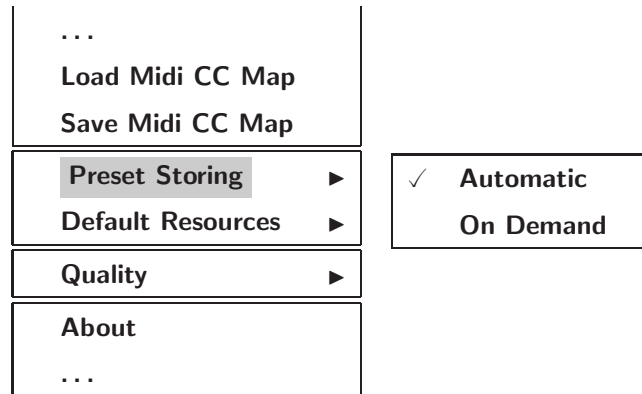 ...
Load Midi CC Map
Save Midi CC Map
Preset Storing ▶
Default Resources ▶
Quality ▶
About
...
✓ Automatic
On Demand